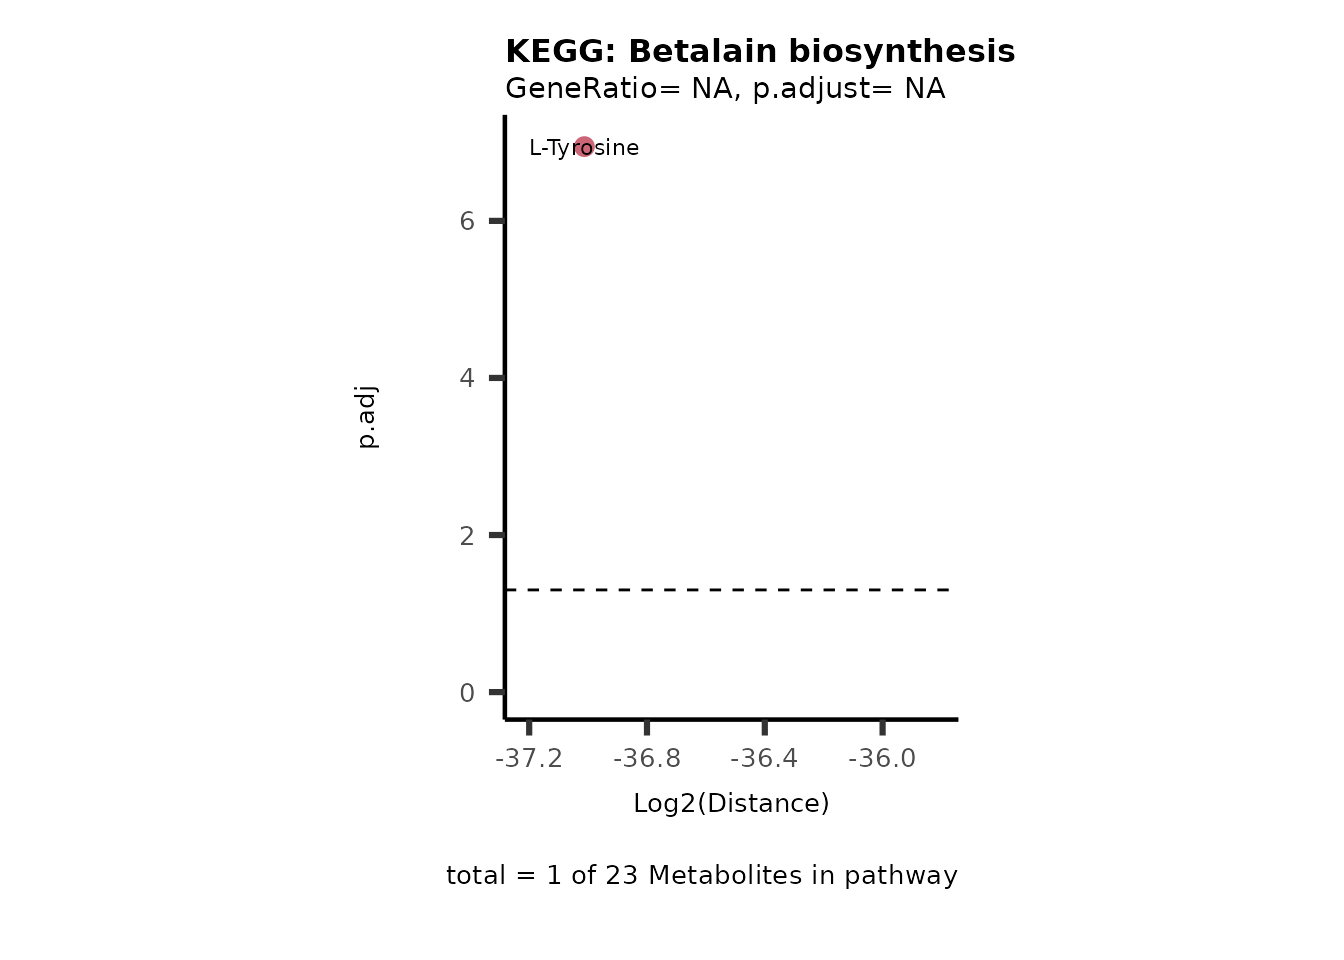 KEGG: Betalain biosynthesis
GeneRatio= NA, p.adjust= NA
L-Tyrosine
6
4
2
0
p.adj
-37.2 -36.8 -36.4 -36.0
Log2(Distance)
total = 1 of 23 Metabolites in pathway